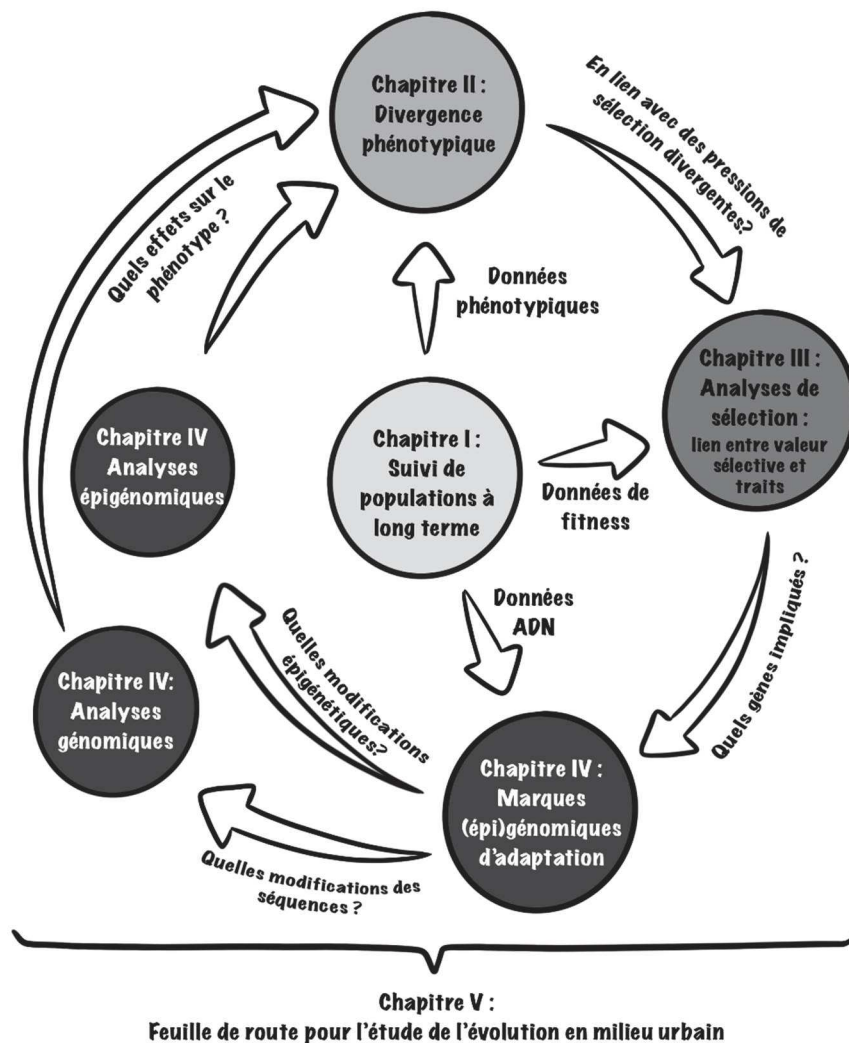 Chapitre II :
Divergence
phénotypique
En lien avec des pressions de
sélection divergentes?
Quels effets sur le
phénotype ?
Données
phénotypiques
Chapitre III :
Analyses de
sélection :
lien entre valeur
sélective et
traits
Chapitre IV
Analyses
épigénomiques
Chapitre I :
Suivi de
populations à
long terme
Données de
fitness
Données
ADN
Quels gènes impliqués ?
Quelles modifications
épigénétiques?
Chapitre IV:
Analyses
génomiques
Chapitre IV :
Marques
(épi)génomiques
d'adaptation
Quelles modifications des
séquences ?
Chapitre V :
Feuille de route pour l'étude de l'évolution en milieu urbain